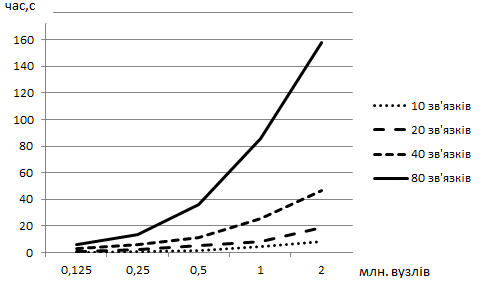 час,с
160
140
120
100
80
60
40
20
0
0,125 0,25 0,5 1 2
млн. вузлів
10 зв'язків
20 зв'язків
40 зв'язків
80 зв'язків